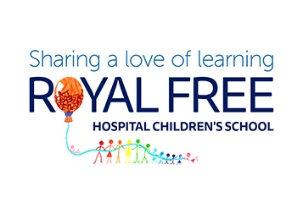 Sharing a love of learning
ROYAL FREE
HOSPITAL CHILDREN'S SCHOOL